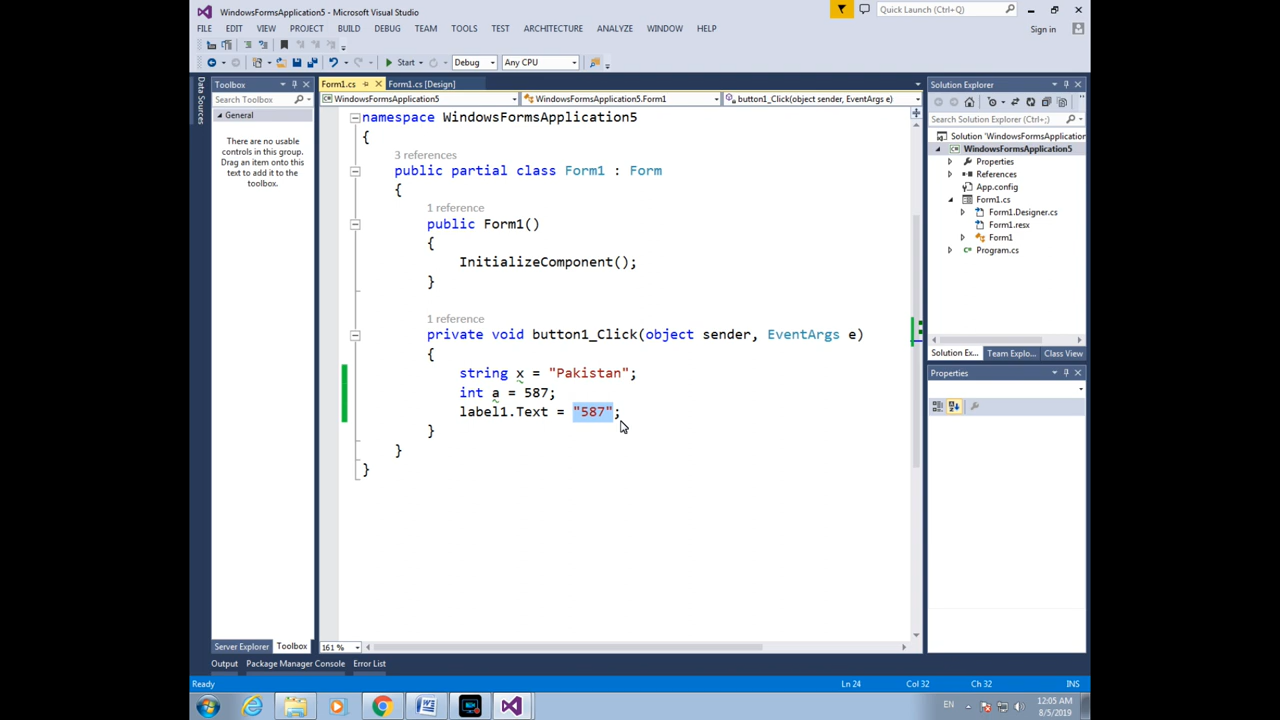 WindowsFormsApplication5 - Microsoft Visual Studio
Quick Launch (Ctrl+Q)
FILE EDIT VIEW PROJECT BUILD DEBUG TEAM TOOLS TEST ARCHITECTURE ANALYZE WINDOW HELP
Sign in
Start Debug Any CPU
Data Sources
Toolbox
Search Toolbox
General
There are no usable
controls in this group.
Drag an item onto this
text to add it to the
toolbox.
Server Explorer Toolbox
Form1.cs Form1.cs [Design]
WindowsFormsApplication5 WindowsFormsApplication5.Form1 button1_Click(object sender, EventArgs e)
namespace WindowsFormsApplication5
{
3 references
public partial class Form1 : Form
{
1 reference
public Form1()
{
InitializeComponent();
}
1 reference
private void button1_Click(object sender, EventArgs e)
{
string x = "Pakistan";
int a = 587;
label1.Text = "587";
}
}
}
161 %
Solution Explorer
Search Solution Explorer (Ctrl+;)
Solution 'WindowsFormsApplication
WindowsFormsApplication5
Properties
References
App.config
Form1.cs
Form1.Designer.cs
Form1.resx
Form1
Program.cs
Solution Ex... Team Explo... Class View
Properties
Output Package Manager Console Error List
Ready Ln 24 Col 32 Ch 32 INS
EN
12:05 AM
8/5/2019